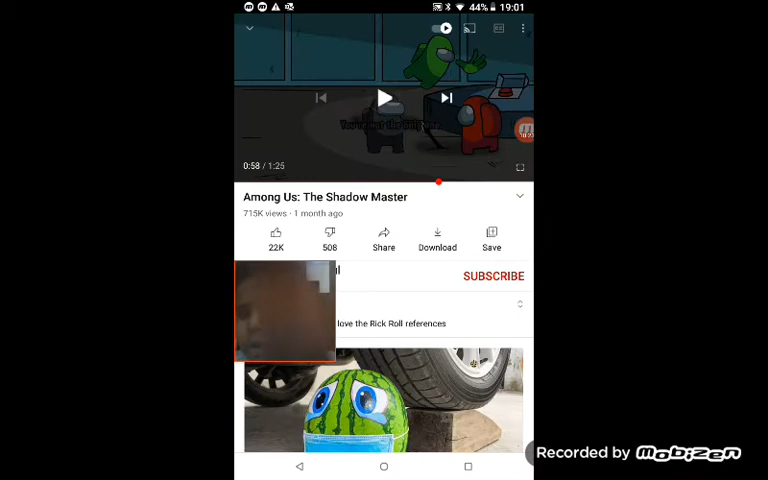 44% 19:01
0:58 / 1:25
Among Us: The Shadow Master
715K views · 1 month ago
22K
508
Share
Download
Save
SUBSCRIBE
love the Rick Roll references
Recorded by Mobizen